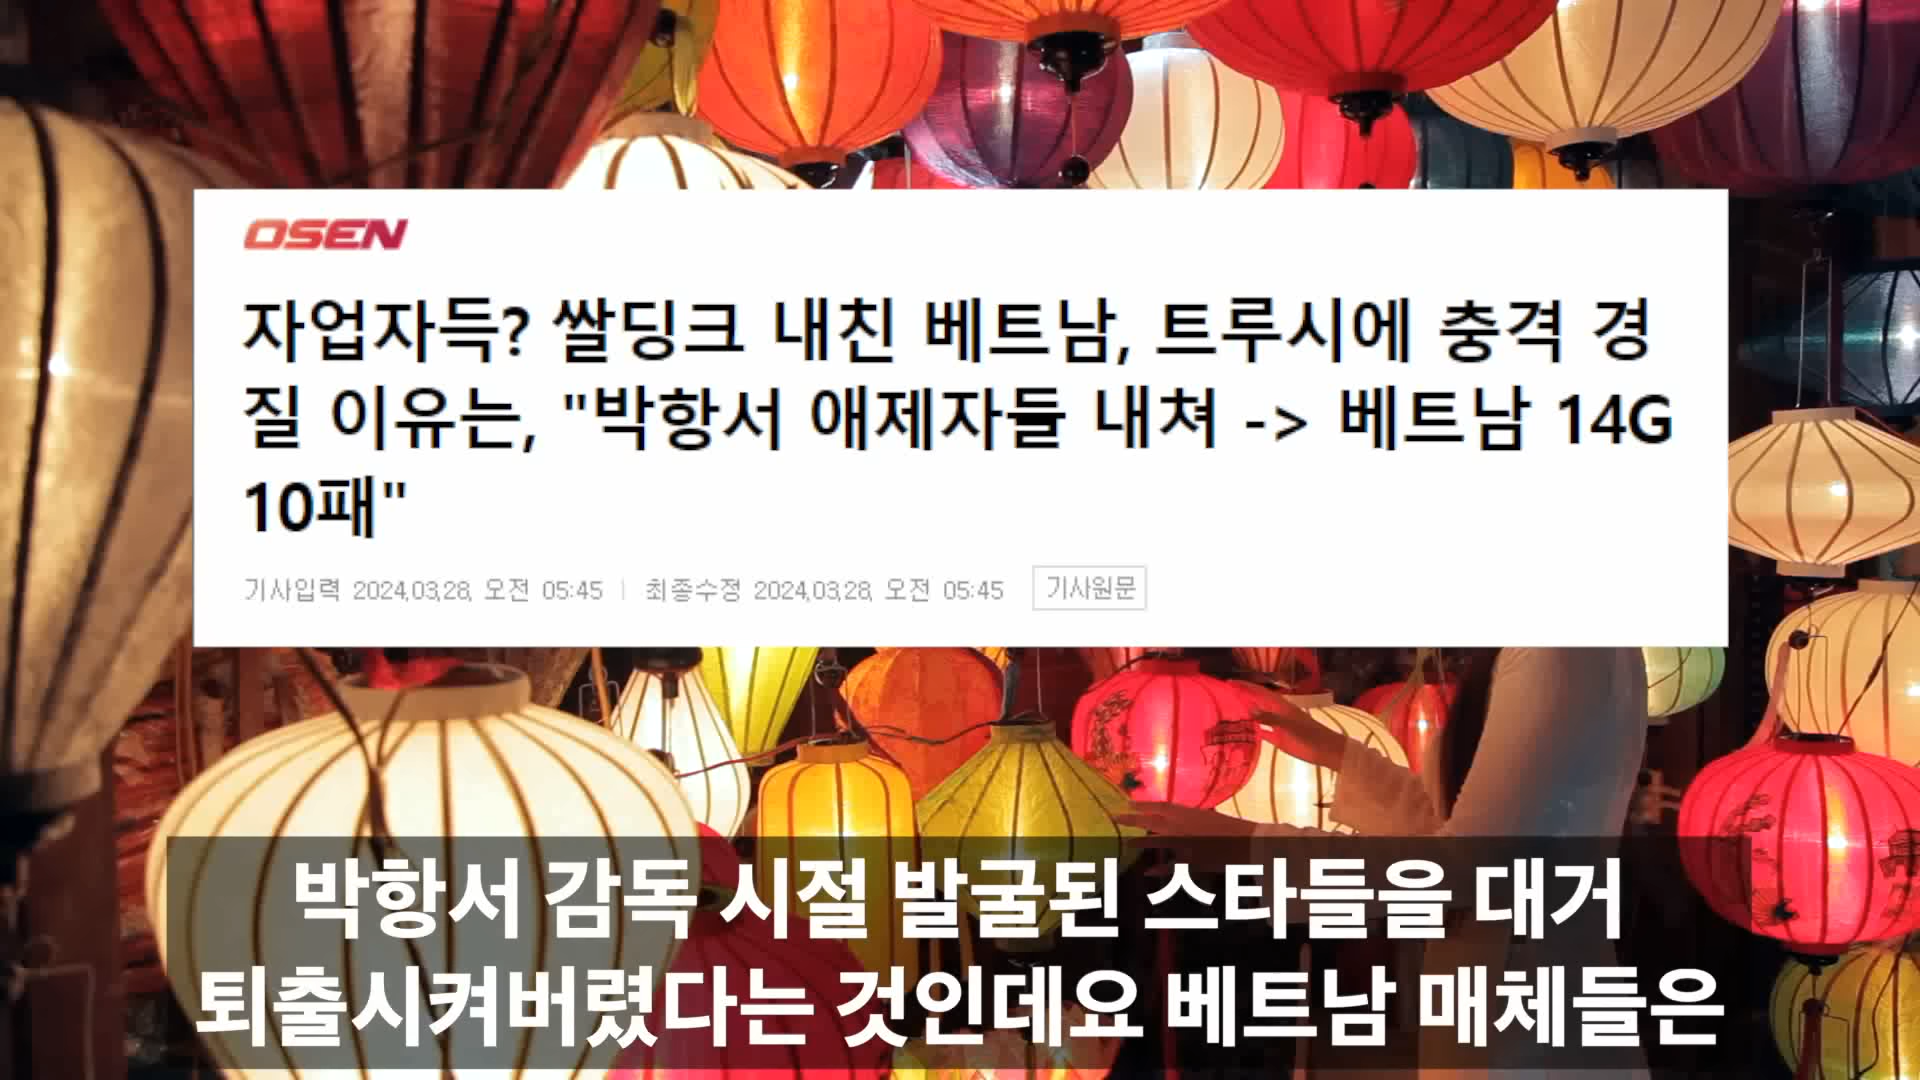 OSEN
자업자득? 쌀딩크 내친 베트남, 트루시에 충격 경
질 이유는, "박항서 애제자들 내쳐 -> 베트남 14G
10패"
기사입력 2024.03.28. 오전 05:45 | 최종수정 2024.03.28. 오전 05:45 기사원문
박항서 감독 시절 발굴된 스타들을 대거
퇴출시켜버렸다는 것인데요 베트남 매체들은